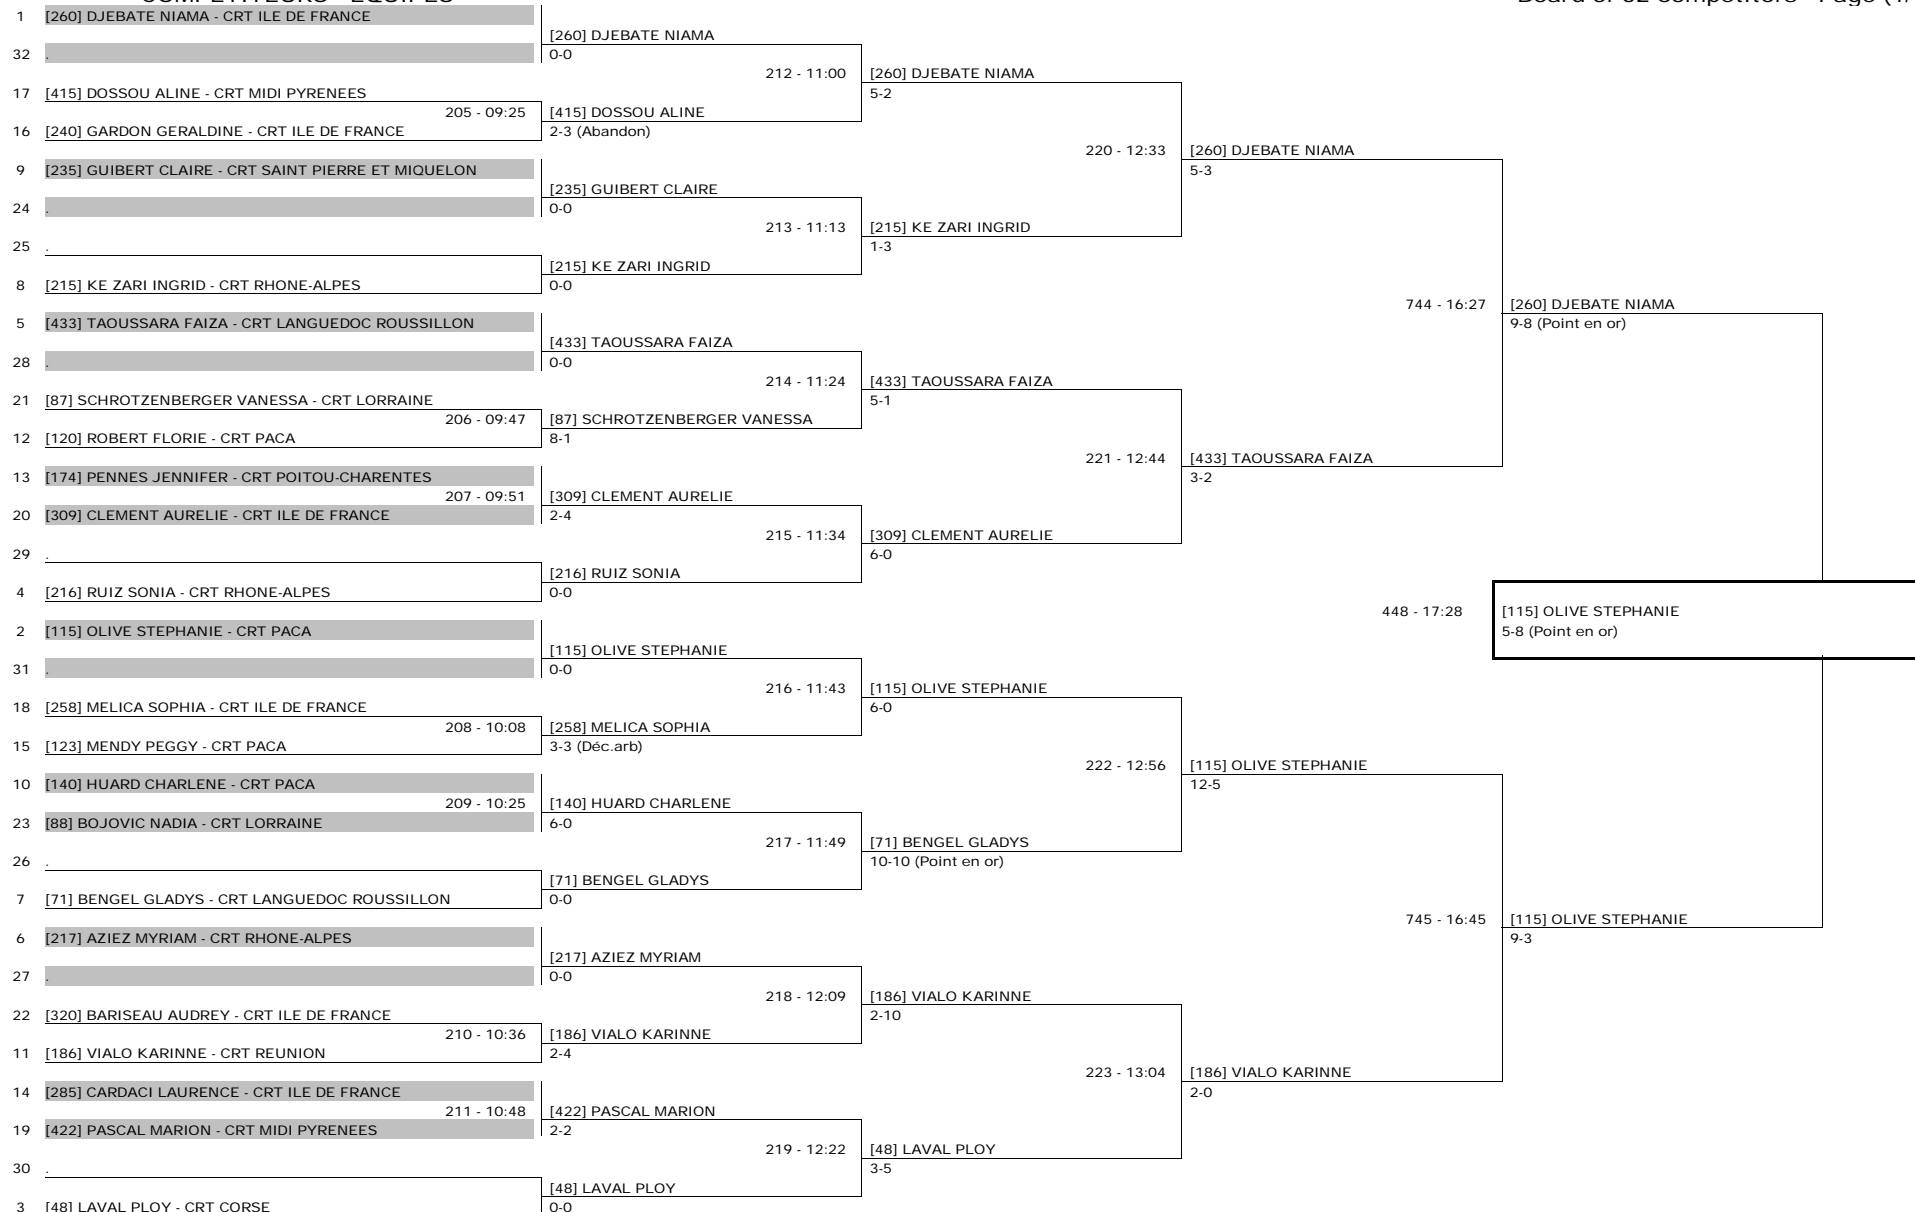 1 [260] DJEBATE NIAMA - CRT ILE DE FRANCE
[260] DJEBATE NIAMA
32 .
0-0
212 - 11:00
[260] DJEBATE NIAMA
17 [415] DOSSOU ALINE - CRT MIDI PYRENEES
5-2
205 - 09:25
[415] DOSSOU ALINE
16 [240] GARDON GERALDINE - CRT ILE DE FRANCE
2-3 (Abandon)
220 - 12:33
[260] DJEBATE NIAMA
9 [235] GUIBERT CLAIRE - CRT SAINT PIERRE ET MIQUELON
5-3
[235] GUIBERT CLAIRE
24 .
0-0
213 - 11:13
[215] KE ZARI INGRID
25 .
1-3
[215] KE ZARI INGRID
8 [215] KE ZARI INGRID - CRT RHONE-ALPES
0-0
744 - 16:27
[260] DJEBATE NIAMA
5 [433] TAOUSSARA FAIZA - CRT LANGUEDOC ROUSSILLON
9-8 (Point en or)
[433] TAOUSSARA FAIZA
28 .
0-0
214 - 11:24
[433] TAOUSSARA FAIZA
21 [87] SCHROTZENBERGER VANESSA - CRT LORRAINE
5-1
206 - 09:47
[87] SCHROTZENBERGER VANESSA
12 [120] ROBERT FLORIE - CRT PACA
8-1
221 - 12:44
[433] TAOUSSARA FAIZA
13 [174] PENNES JENNIFER - CRT POITOU-CHARENTES
3-2
207 - 09:51
[309] CLEMENT AURELIE
20 [309] CLEMENT AURELIE - CRT ILE DE FRANCE
2-4
215 - 11:34
[309] CLEMENT AURELIE
29 .
6-0
[216] RUIZ SONIA
4 [216] RUIZ SONIA - CRT RHONE-ALPES
0-0
448 - 17:28
[115] OLIVE STEPHANIE
2 [115] OLIVE STEPHANIE - CRT PACA
5-8 (Point en or)
[115] OLIVE STEPHANIE
31 .
0-0
216 - 11:43
[115] OLIVE STEPHANIE
18 [258] MELICA SOPHIA - CRT ILE DE FRANCE
6-0
208 - 10:08
[258] MELICA SOPHIA
15 [123] MENDY PEGGY - CRT PACA
3-3 (Déc.arb)
222 - 12:56
[115] OLIVE STEPHANIE
10 [140] HUARD CHARLENE - CRT PACA
12-5
209 - 10:25
[140] HUARD CHARLENE
23 [88] BOJOVIC NADIA - CRT LORRAINE
6-0
217 - 11:49
[71] BENGEL GLADYS
26 .
10-10 (Point en or)
[71] BENGEL GLADYS
7 [71] BENGEL GLADYS - CRT LANGUEDOC ROUSSILLON
0-0
745 - 16:45
[115] OLIVE STEPHANIE
6 [217] AZIEZ MYRIAM - CRT RHONE-ALPES
9-3
[217] AZIEZ MYRIAM
27 .
0-0
218 - 12:09
[186] VIALO KARINNE
22 [320] BARISEAU AUDREY - CRT ILE DE FRANCE
2-10
210 - 10:36
[186] VIALO KARINNE
11 [186] VIALO KARINNE - CRT REUNION
2-4
223 - 13:04
[186] VIALO KARINNE
14 [285] CARDACI LAURENCE - CRT ILE DE FRANCE
2-0
211 - 10:48
[422] PASCAL MARION
19 [422] PASCAL MARION - CRT MIDI PYRENEES
2-2
219 - 12:22
[48] LAVAL PLOY
30 .
3-5
[48] LAVAL PLOY
3 [48] LAVAL PLOY - CRT CORSE
0-0